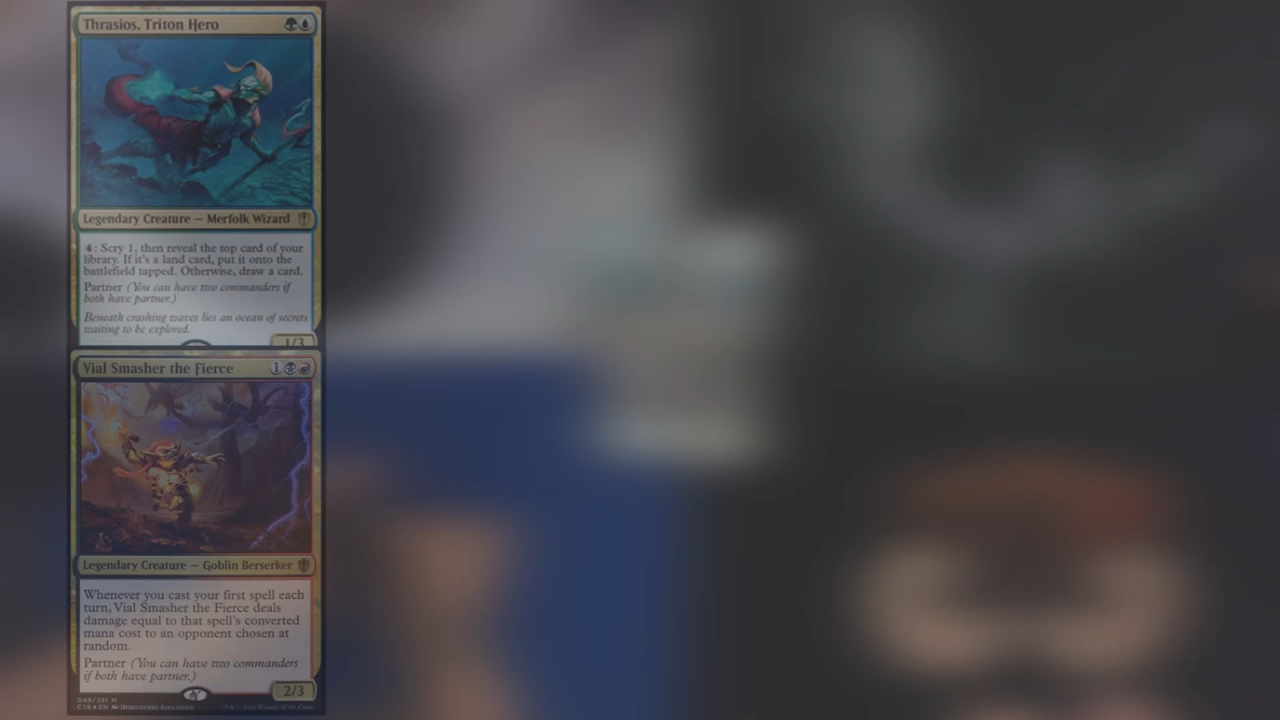 Thrasios, Triton Hero
Legendary Creature — Merfolk Wizard
4: Scry 1, then reveal the top card of your
library. If it's a land card, put it onto the
battlefield tapped. Otherwise, draw a card.
Partner (You can have two commanders if
both have partner.)
Beneath crashing waves lies an ocean of secrets
waiting to be explored.
1/3
Vial Smasher the Fierce 1
Legendary Creature — Goblin Berserker
Whenever you cast your first spell each
turn, Vial Smasher the Fierce deals
damage equal to that spell's converted
mana cost to an opponent chosen at
random.
Partner (You can have two commanders
if both have partner.)
2/3